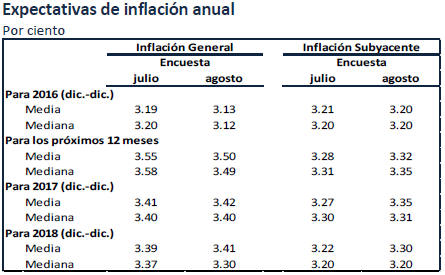 Expectativas de inflación anual
Por ciento
Inflación General Inflación Subyacente
Encuesta Encuesta
julio agosto julio agosto
Para 2016 (dic.-dic.)
Media 3.19 3.13 3.21 3.20
Mediana 3.20 3.12 3.20 3.20
Para los próximos 12 meses
Media 3.55 3.50 3.28 3.32
Mediana 3.58 3.49 3.31 3.35
Para 2017 (dic.-dic.)
Media 3.41 3.42 3.27 3.35
Mediana 3.40 3.40 3.30 3.31
Para 2018 (dic.-dic.)
Media 3.39 3.41 3.22 3.30
Mediana 3.37 3.30 3.20 3.20